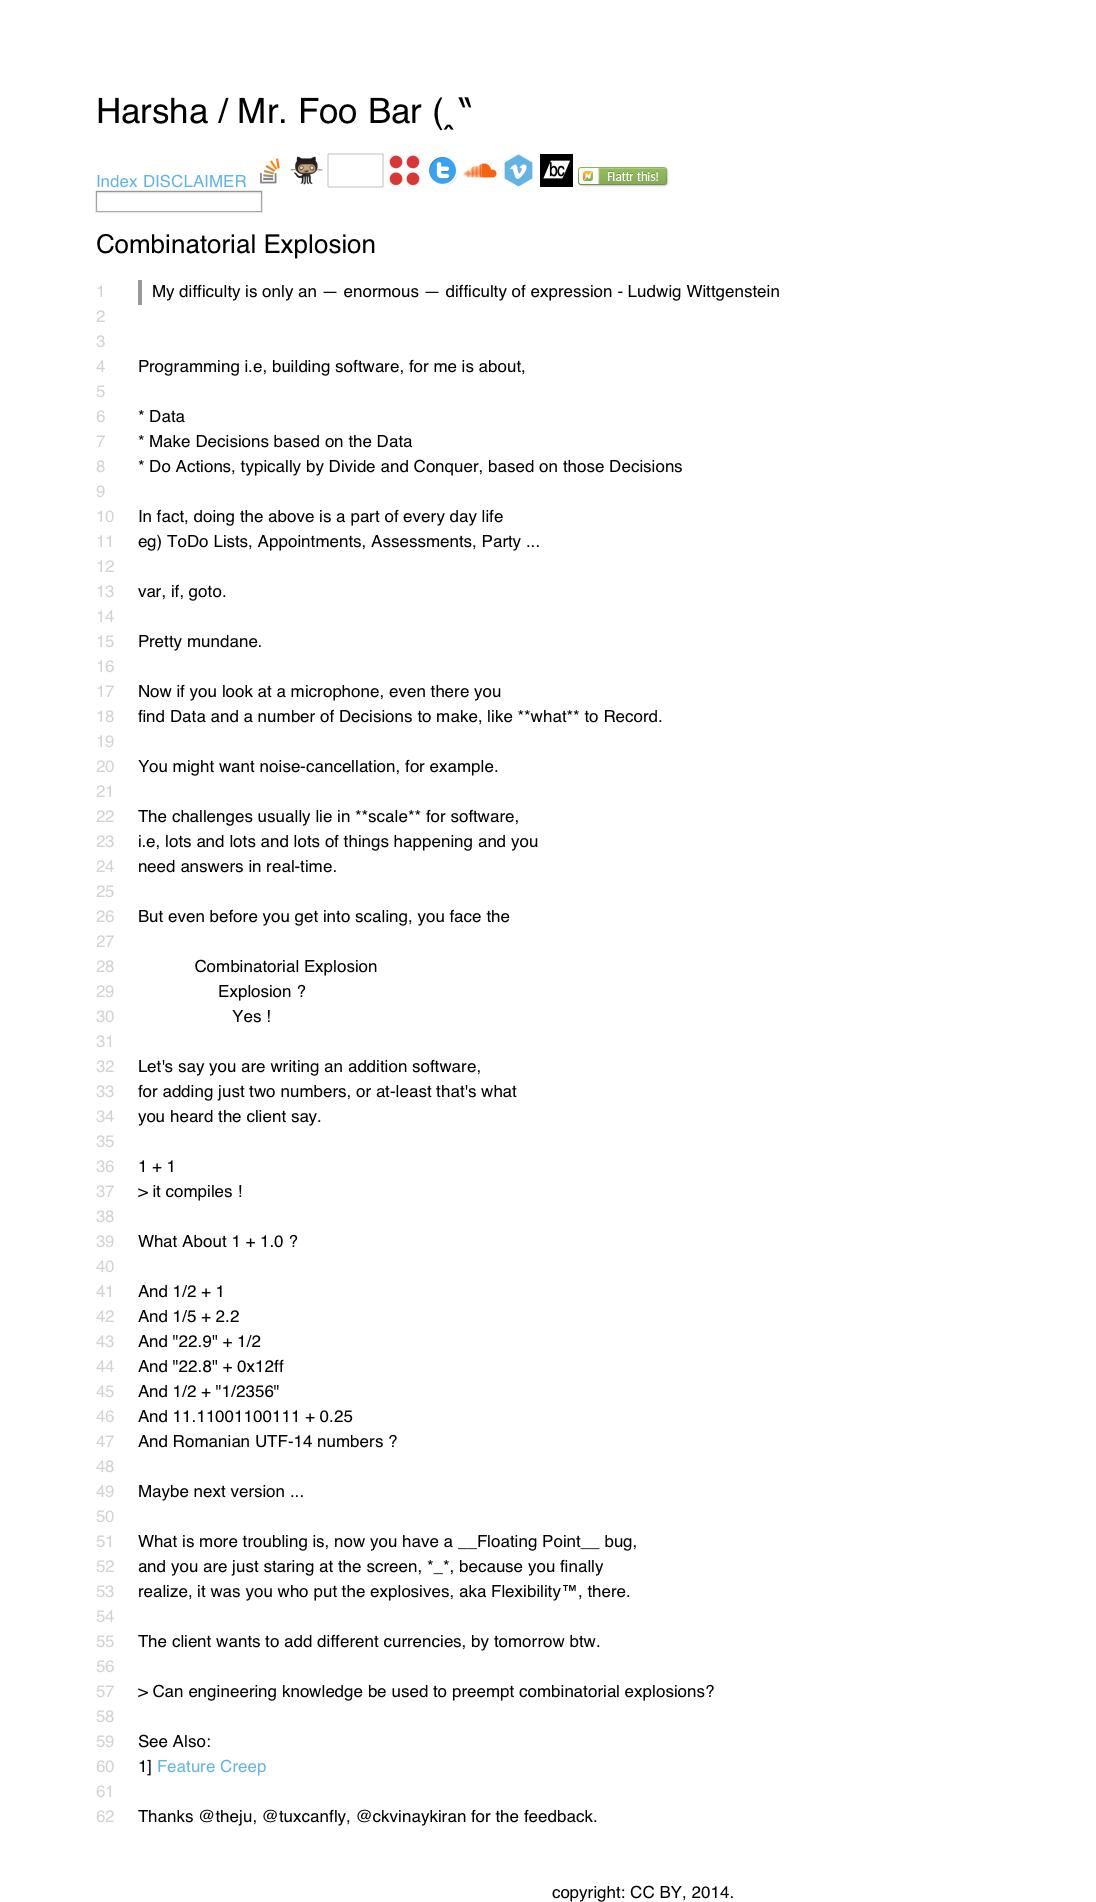 Harsha / Mr. Foo Bar (‸‶
Index DISCLAIMER
bc
Flattr this!
Combinatorial Explosion
1 My difficulty is only an — enormous — difficulty of expression - Ludwig Wittgenstein
2
3
4 Programming i.e, building software, for me is about,
5
6 * Data
7 * Make Decisions based on the Data
8 * Do Actions, typically by Divide and Conquer, based on those Decisions
9
10 In fact, doing the above is a part of every day life
11 eg) ToDo Lists, Appointments, Assessments, Party ...
12
13 var, if, goto.
14
15 Pretty mundane.
16
17 Now if you look at a microphone, even there you
18 find Data and a number of Decisions to make, like **what** to Record.
19
20 You might want noise-cancellation, for example.
21
22 The challenges usually lie in **scale** for software,
23 i.e, lots and lots and lots of things happening and you
24 need answers in real-time.
25
26 But even before you get into scaling, you face the
27
28 Combinatorial Explosion
29 Explosion ?
30 Yes !
31
32 Let's say you are writing an addition software,
33 for adding just two numbers, or at-least that's what
34 you heard the client say.
35
36 1 + 1
37 > it compiles !
38
39 What About 1 + 1.0 ?
40
41 And 1/2 + 1
42 And 1/5 + 2.2
43 And "22.9" + 1/2
44 And "22.8" + 0x12ff
45 And 1/2 + "1/2356"
46 And 11.11001100111 + 0.25
47 And Romanian UTF-14 numbers ?
48
49 Maybe next version ...
50
51 What is more troubling is, now you have a __Floating Point__ bug,
52 and you are just staring at the screen, *_*, because you finally
53 realize, it was you who put the explosives, aka Flexibility™, there.
54
55 The client wants to add different currencies, by tomorrow btw.
56
57 > Can engineering knowledge be used to preempt combinatorial explosions?
58
59 See Also:
60 1] Feature Creep
61
62 Thanks @theju, @tuxcanfly, @ckvinaykiran for the feedback.
copyright: CC BY, 2014.